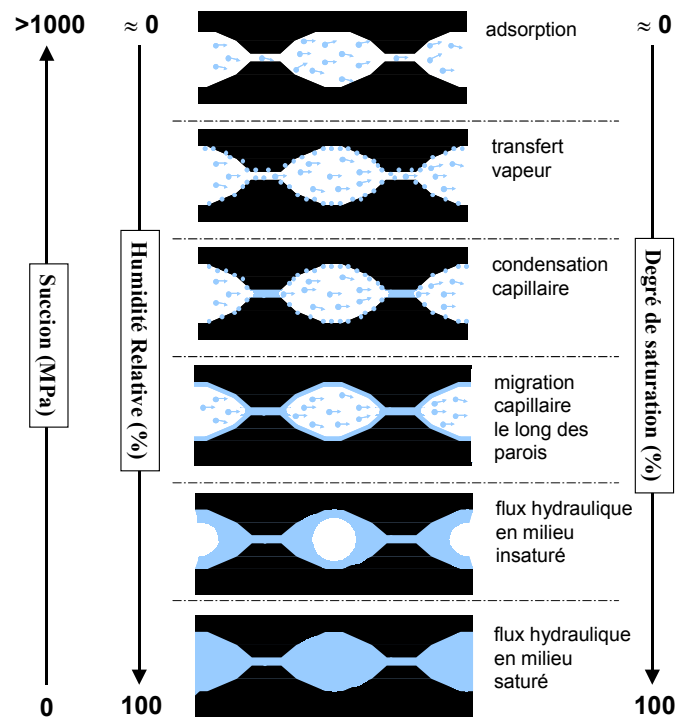 >1000
≈ 0
adsorption
≈ 0
transfert
vapeur
condensation
capillaire
Succion (MPa)
Humidité Relative (%)
Degré de saturation (%)
migration
capillaire
le long des
parois
flux hydraulique
en milieu
insaturé
flux hydraulique
en milieu
saturé
0
100
100